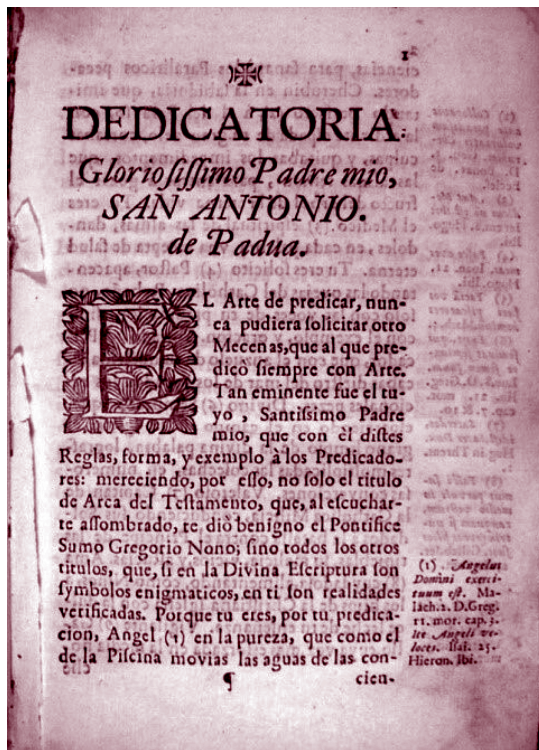 1
DEDICATORIA.
Gloriosissimo Padre mio,
SAN ANTONIO.
de Padua.
EL Arte de predicar, nun-
ca pudiera solicitar otro
Mecenas, que al que pre-
dicò siempre con Arte.
Tan eminente fue el tu-
yo, Santissimo Padre
mio, que con èl distes
Reglas, forma, y exemplo à los Predicado-
res: mereciendo, por esso, no solo el titulo
de Arca del Testamento, que, al escuchar-
te assombrado, te diò benigno el Pontifice
Sumo Gregorio Nono; sino todos los otros
titulos, que, si en la Divina Escriptura son
symbolos enigmaticos, en ti son realidades
verificadas. Porque tu eres, por tu predica-
cion, Angel (1) en la pureza, que como el
de la Piscina movias las aguas de las con-
¶ cien-
(1) Angelus
Domini exerci-
tuum est. Ma-
lach. 2. D. Greg.
11. mor. cap. 3.
Ite Angeli ve-
loces. Isai. 25.
Hieron. Ibi.